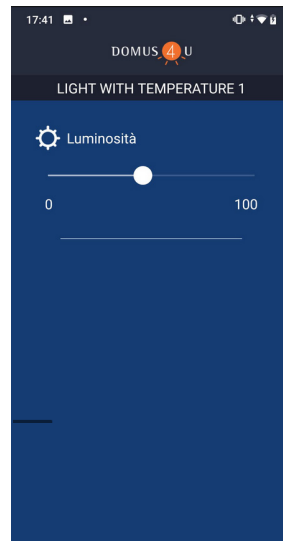 17:41
DOMUS 4 U
LIGHT WITH TEMPERATURE 1
Luminosità
0 100